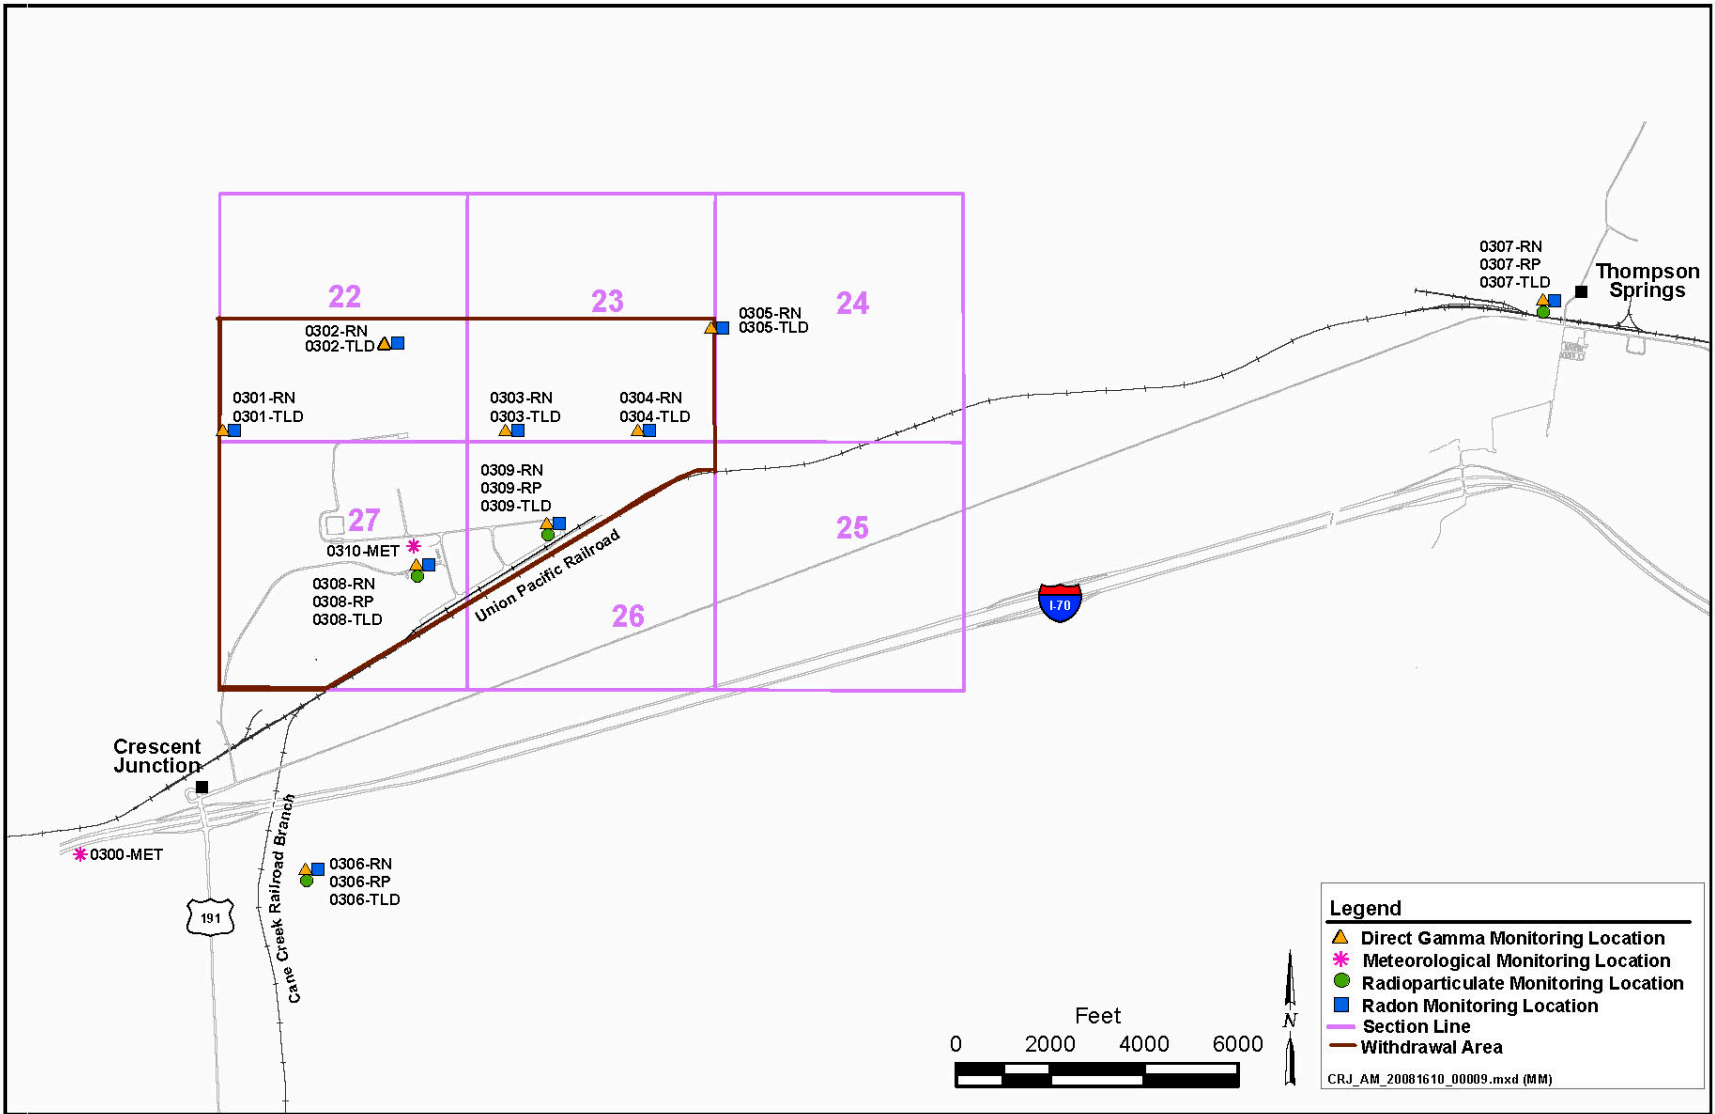 22
23
24
0307-RN
0307-RP
0307-TLD
Thompson
Springs
0302-RN
0302-TLD
0305-RN
0305-TLD
0301-RN
0301-TLD
0303-RN
0303-TLD
0304-RN
0304-TLD
0309-RN
0309-RP
0309-TLD
27
25
0310-MET
Union Pacific Railroad
0308-RN
0308-RP
0308-TLD
26
I-70
Crescent
Junction
0300-MET
Cane Creek Railroad Branch
0306-RN
0306-RP
0306-TLD
191
Feet
0 2000 4000 6000
N
Legend
Direct Gamma Monitoring Location
Meteorological Monitoring Location
Radioparticulate Monitoring Location
Radon Monitoring Location
Section Line
Withdrawal Area
CRJ_AM_20081610_00009.mxd (MM)